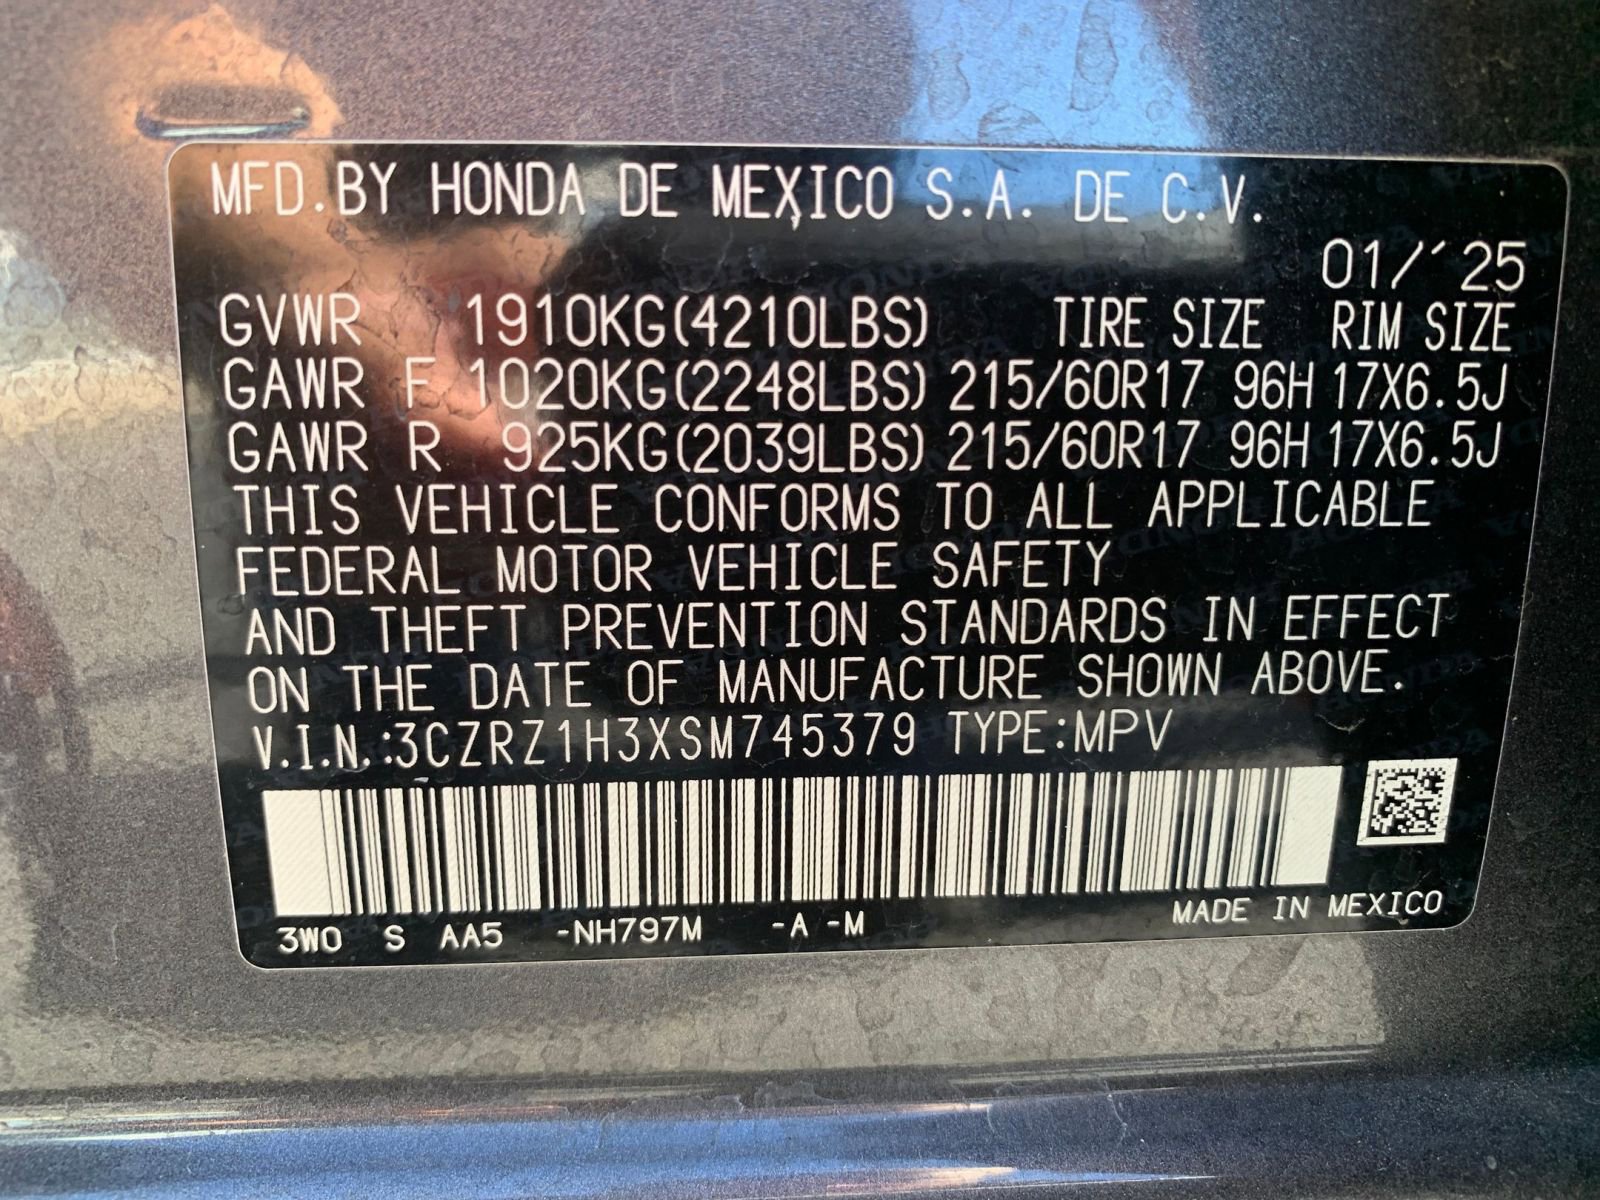 MFD.BY HONDA DE MEXICO S.A. DE C.V.
01/'25
GVWR 1910KG(4210LBS) TIRE SIZE RIM SIZE
GAWR F 1020KG(2248LBS) 215/60R17 96H 17X6.5J
GAWR R 925KG(2039LBS) 215/60R17 96H 17X6.5J
THIS VEHICLE CONFORMS TO ALL APPLICABLE
FEDERAL MOTOR VEHICLE SAFETY
AND THEFT PREVENTION STANDARDS IN EFFECT
ON THE DATE OF MANUFACTURE SHOWN ABOVE.
V.I.N.:3CZRZ1H3XSM745379 TYPE:MPV
3W0 S AA5 -NH797M -A -M MADE IN MEXICO